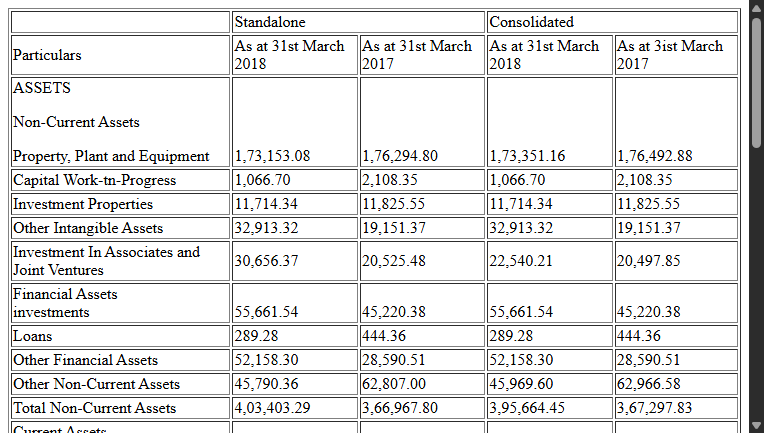 Standalone Consolidated
Particulars As at 31st March 2018 As at 31st March 2017 As at 31st March 2018 As at 3ist March 2017
ASSETS
Non-Current Assets
Property, Plant and Equipment 1,73,153.08 1,76,294.80 1,73,351.16 1,76,492.88
Capital Work-tn-Progress 1,066.70 2,108.35 1,066.70 2,108.35
Investment Properties 11,714.34 11,825.55 11,714.34 11,825.55
Other Intangible Assets 32,913.32 19,151.37 32,913.32 19,151.37
Investment In Associates and Joint Ventures 30,656.37 20,525.48 22,540.21 20,497.85
Financial Assets
investments 55,661.54 45,220.38 55,661.54 45,220.38
Loans 289.28 444.36 289.28 444.36
Other Financial Assets 52,158.30 28,590.51 52,158.30 28,590.51
Other Non-Current Assets 45,790.36 62,807.00 45,969.60 62,966.58
Total Non-Current Assets 4,03,403.29 3,66,967.80 3,95,664.45 3,67,297.83
Current Assets